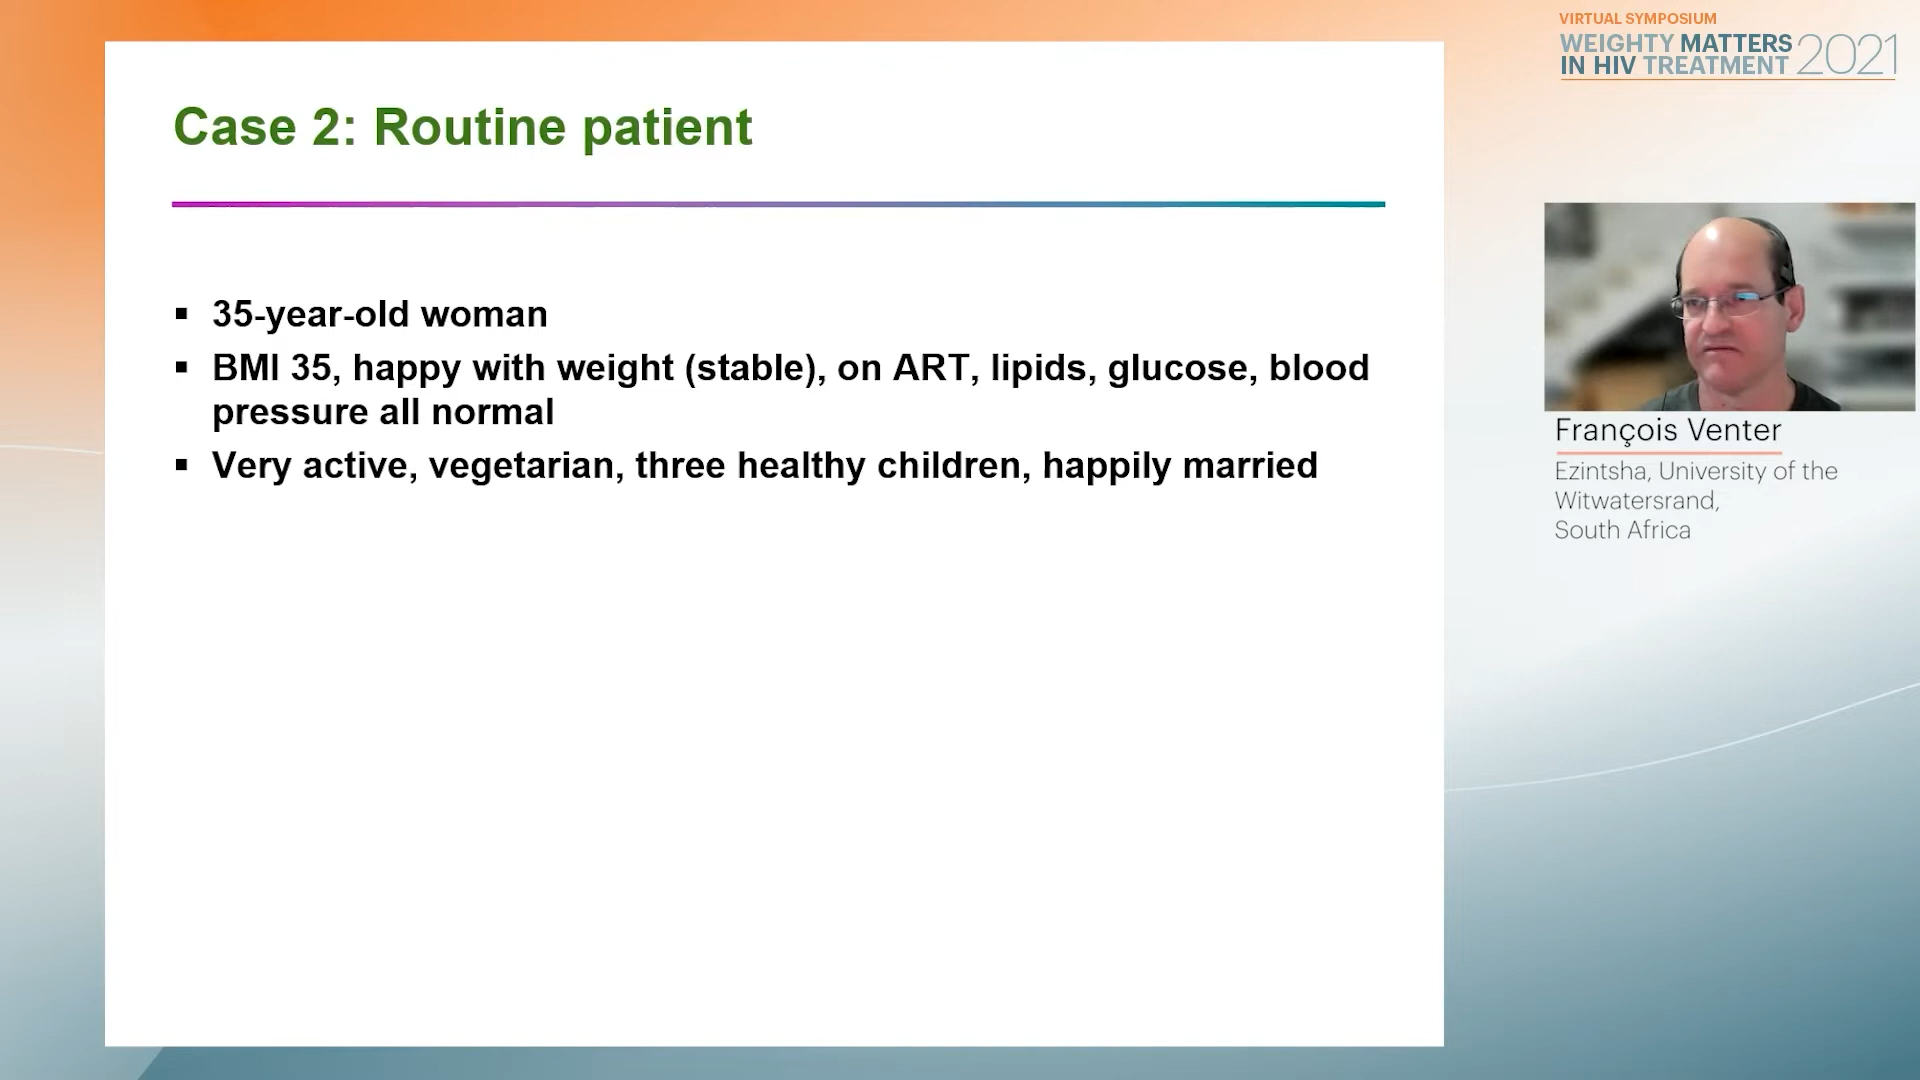 Case 2: Routine patient
▪ 35-year-old woman
▪ BMI 35, happy with weight (stable), on ART, lipids, glucose, blood
pressure all normal
▪ Very active, vegetarian, three healthy children, happily married
VIRTUAL SYMPOSIUM
WEIGHTY MATTERS
IN HIV TREATMENT 2021
François Venter
Ezintsha, University of the
Witwatersrand,
South Africa